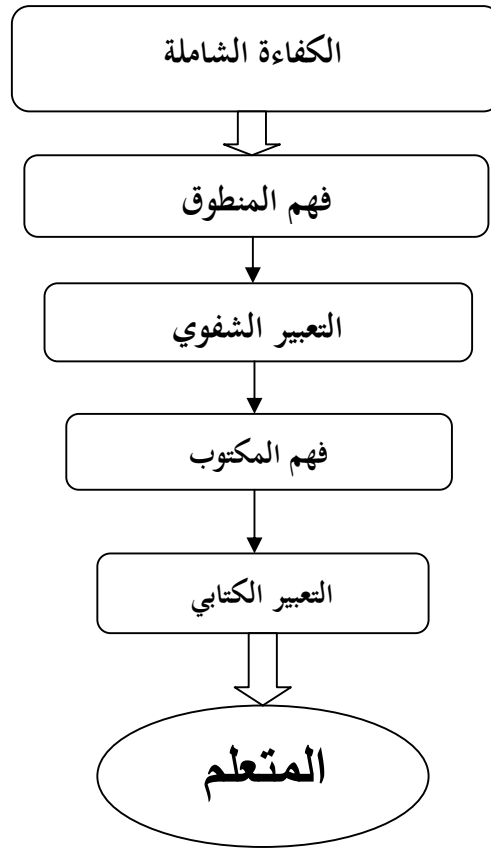 الكفاءة الشاملة
فهم المنطوق
التعبير الشفوي
فهم المكتوب
التعبير الكتابي
المتعلم